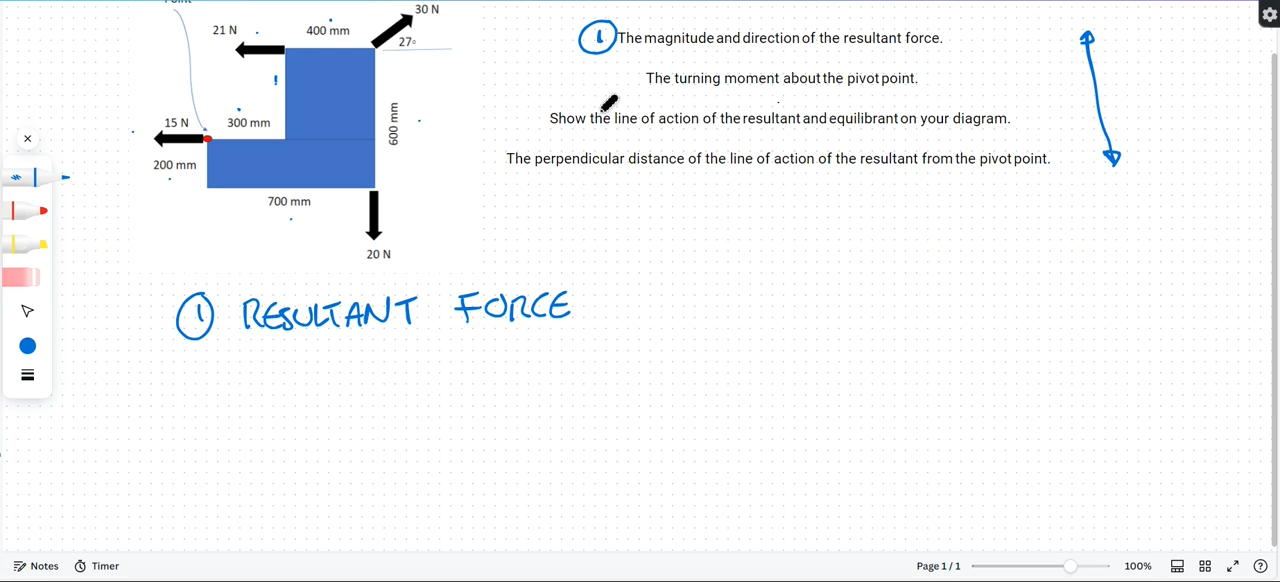 30 N
21 N
400 mm
27°
① The magnitude and direction of the resultant force.
The turning moment about the pivot point.
15 N
300 mm
600 mm
Show the line of action of the resultant and equilibrant on your diagram.
200 mm
The perpendicular distance of the line of action of the resultant from the pivot point.
700 mm
20 N
① RESULTANT FORCE
Notes
Timer
Page 1 / 1
100%